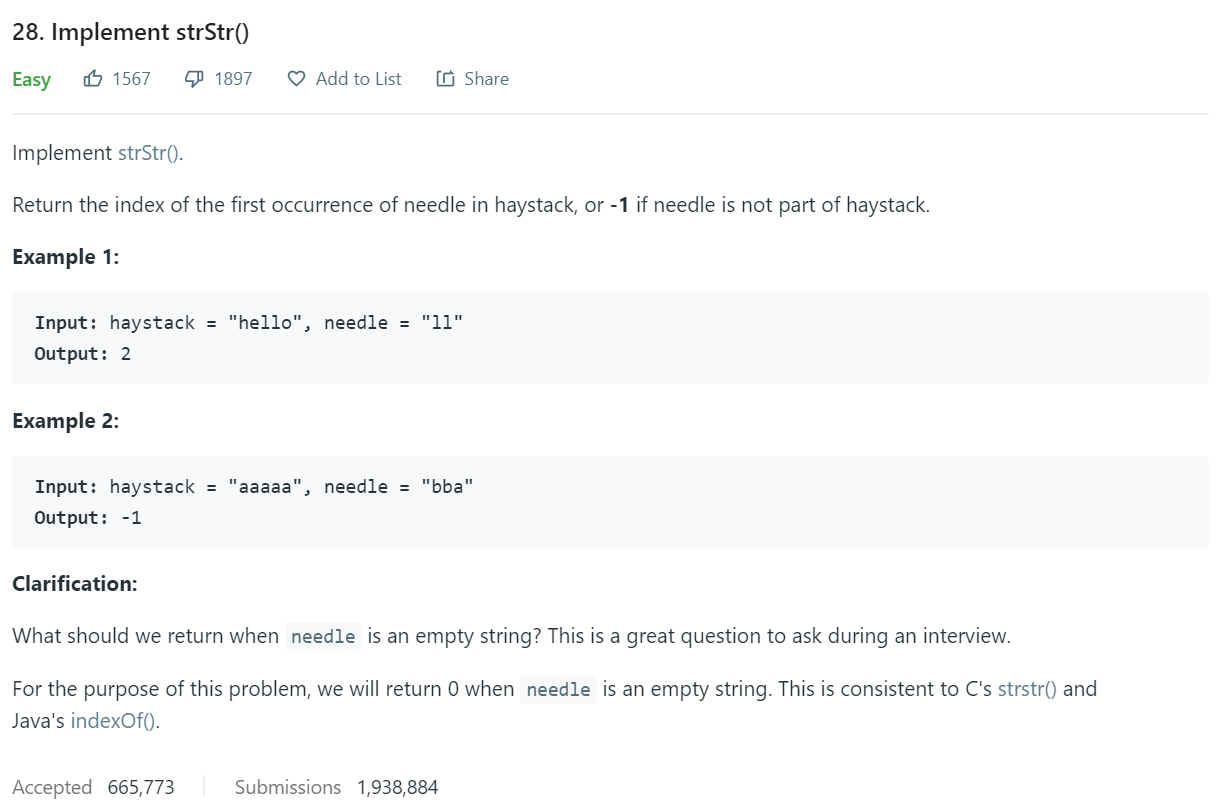 28. Implement strStr()
Easy 1567 1897 Add to List Share
Implement strStr().
Return the index of the first occurrence of needle in haystack, or -1 if needle is not part of haystack.
Example 1:
Input: haystack = "hello", needle = "ll"
Output: 2
Example 2:
Input: haystack = "aaaaa", needle = "bba"
Output: -1
Clarification:
What should we return when needle is an empty string? This is a great question to ask during an interview.
For the purpose of this problem, we will return 0 when needle is an empty string. This is consistent to C's strstr() and
Java's indexOf().
Accepted 665,773 Submissions 1,938,884